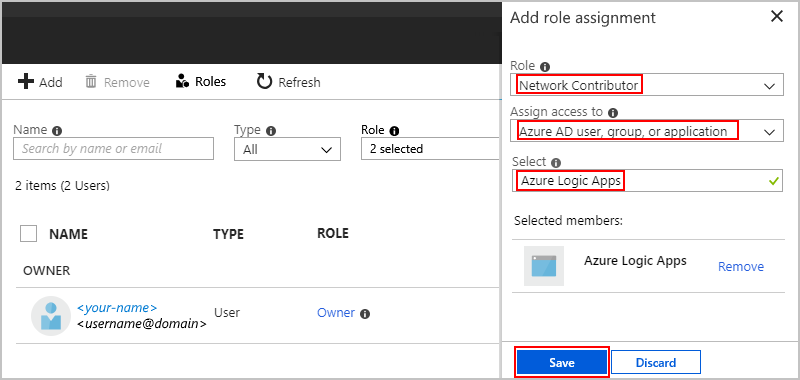 Add
Remove
Roles
Refresh
Name
Type
Role
Search by name or email
All
2 selected
2 items (2 Users)
NAME
TYPE
ROLE
OWNER
<your-name>
<username@domain>
User
Owner
Add role assignment
Role
Network Contributor
Assign access to
Azure AD user, group, or application
Select
Azure Logic Apps
Selected members:
Azure Logic Apps
Remove
Save
Discard